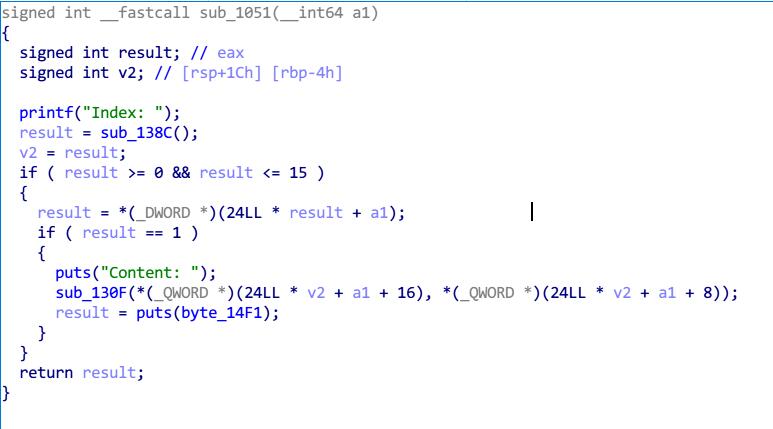 signed int __fastcall sub_1051(__int64 a1)
{
  signed int result; // eax
  signed int v2; // [rsp+1Ch] [rbp-4h]

  printf("Index: ");
  result = sub_138C();
  v2 = result;
  if ( result >= 0 && result <= 15 )
  {
    result = *(_DWORD *)(24LL * result + a1);
    if ( result == 1 )
    {
      puts("Content: ");
      sub_130F(*(_QWORD *)(24LL * v2 + a1 + 16), *(_QWORD *)(24LL * v2 + a1 + 8));
      result = puts(byte_14F1);
    }
  }
  return result;
}